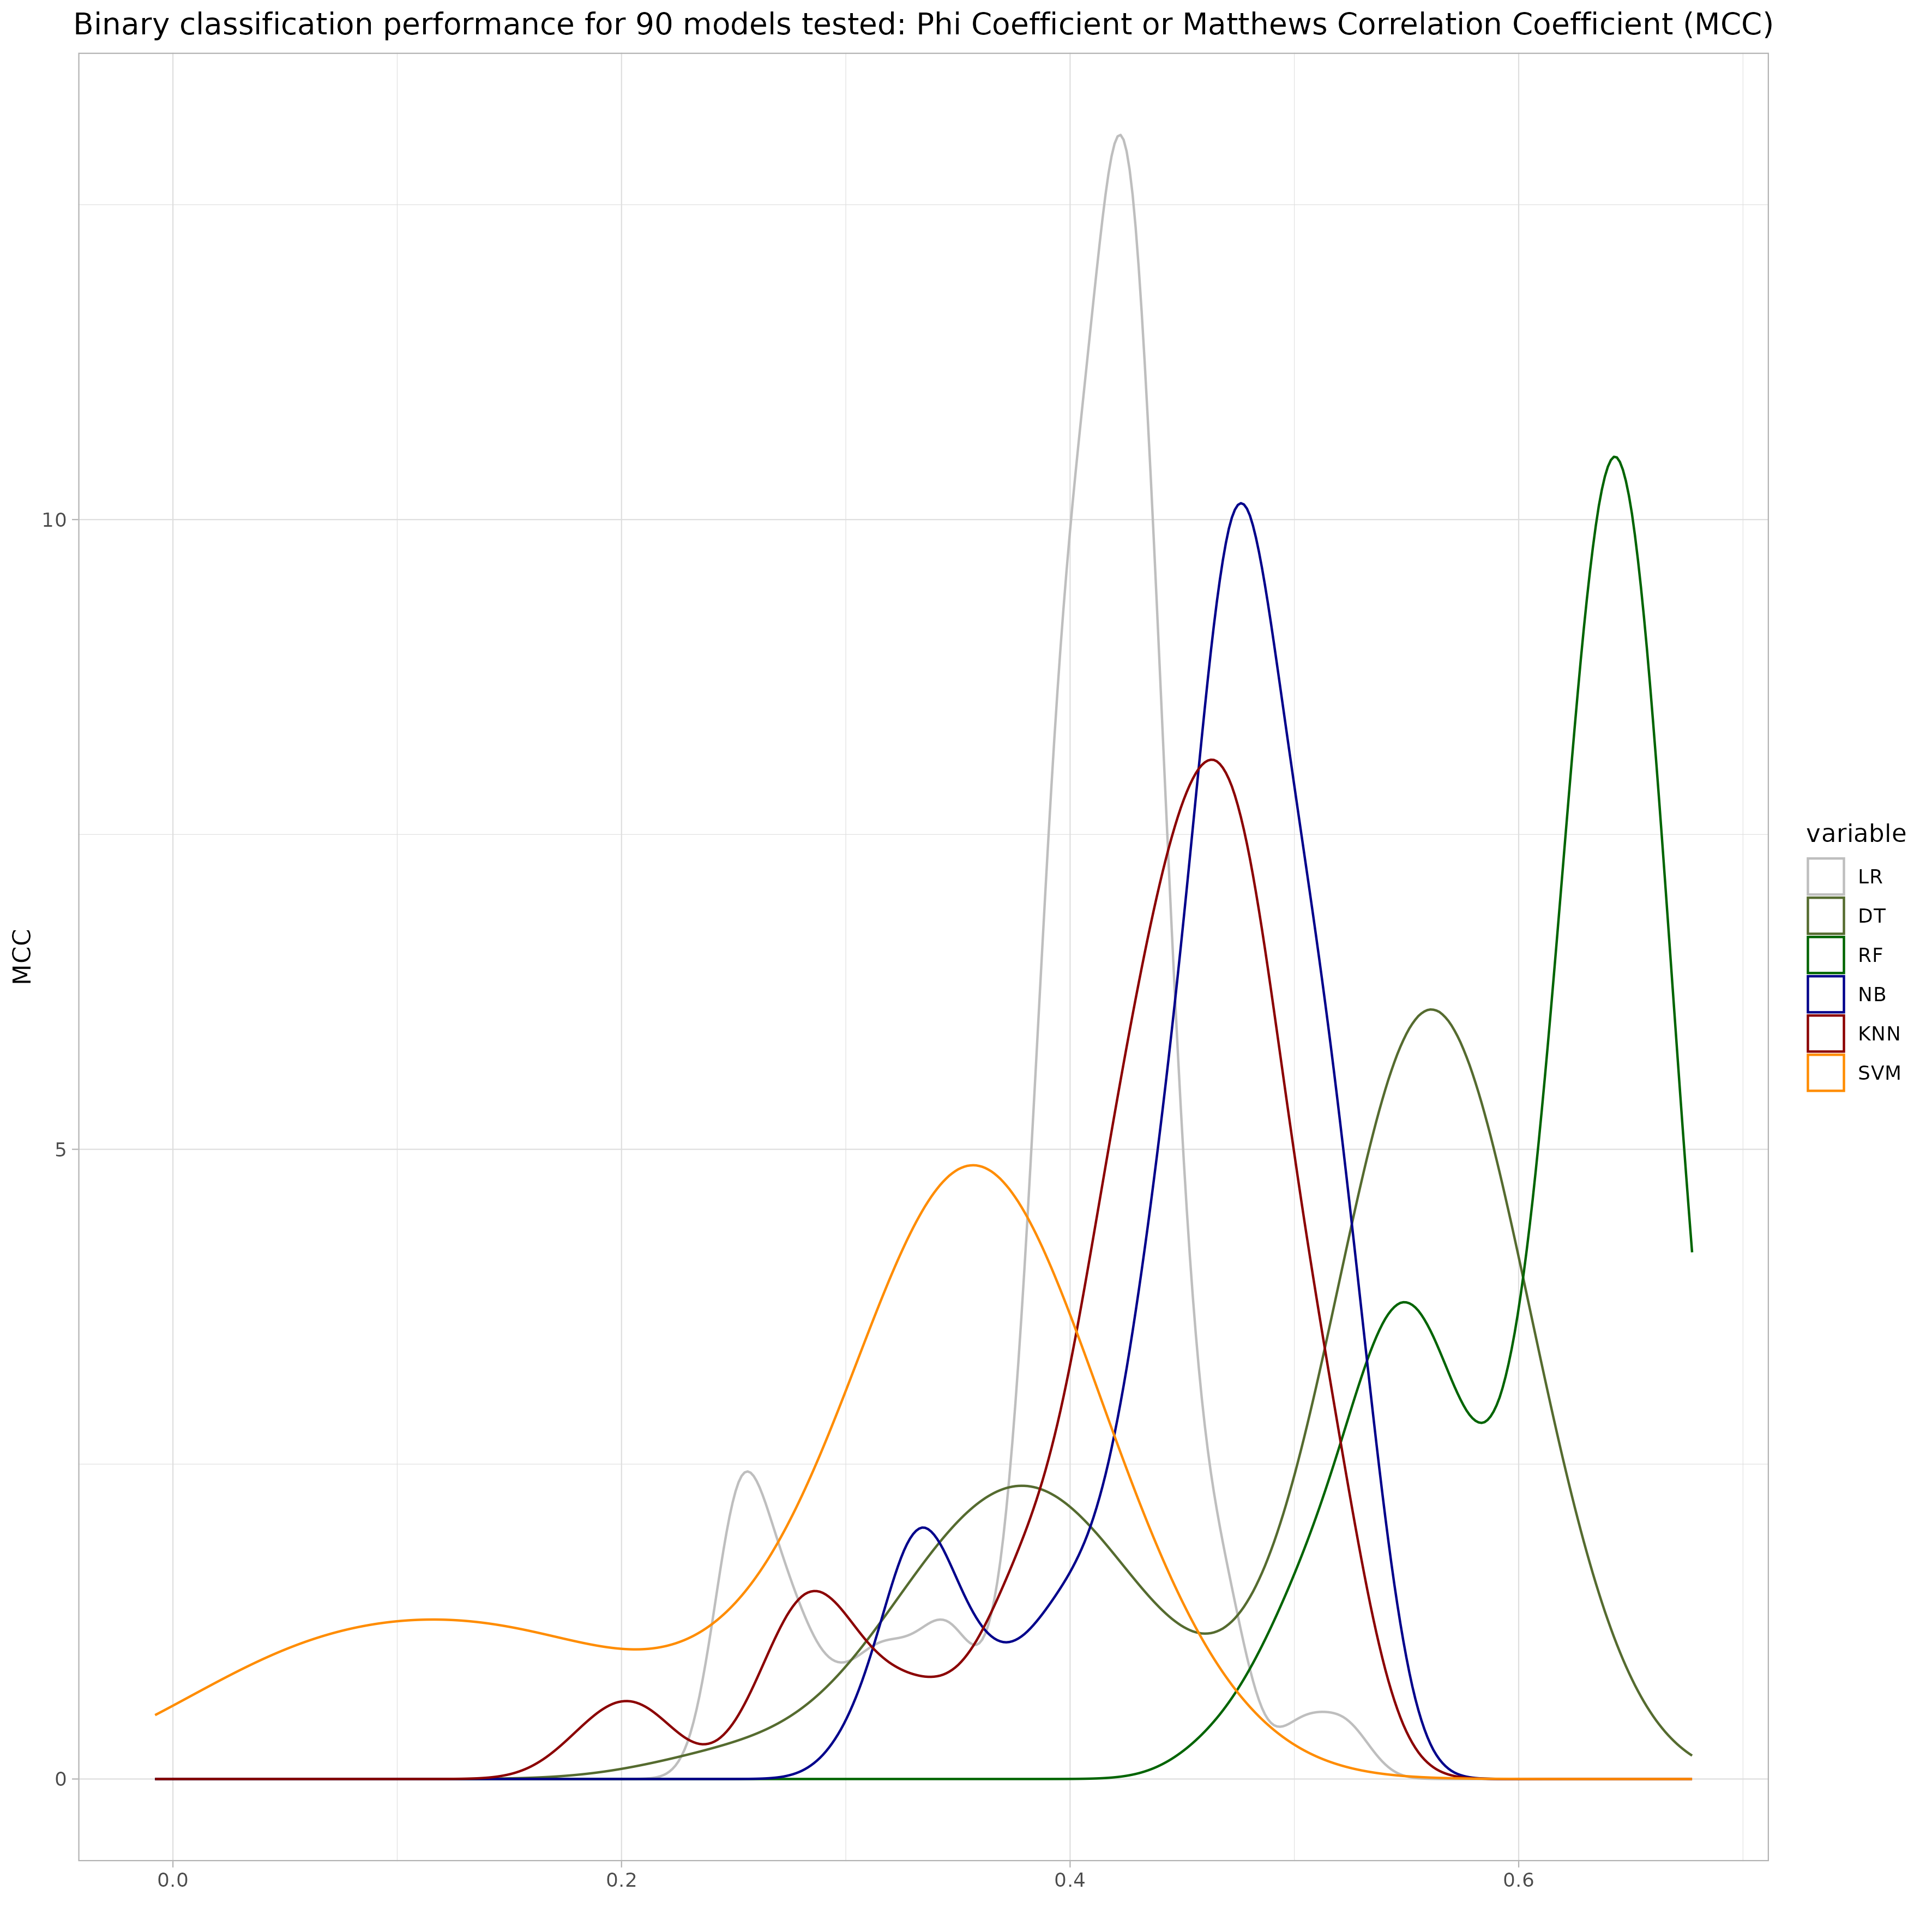 Binary classification performance for 90 models tested: Phi Coefficient or Matthews Correlation Coefficient (MCC)
10
5
0
MCC
0.0 0.2 0.4 0.6
variable
LR
DT
RF
NB
KNN
SVM